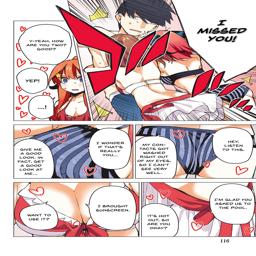 I
MISSED
YOU!
Y-YEAH. HOW
ARE YOU TWO?
GOOD?
YEP!
...!
HEY,
LISTEN TO
THIS.
MY CON-
TACTS GOT
WASHED RIGHT
OUT OF
MY EYES,
SO I CAN'T
SEE VERY
WELL.
I WONDER
IF THAT'S
REALLY
YOU...
GIVE ME
A GOOD
LOOK. IN
FACT, GET
A GOOD
LOOK AT
ME...
I'M GLAD YOU
ASKED US TO
THE POOL.
IT'S HOT
OUT, SO
ARE YOU
OKAY?
I BROUGHT
SUNSCREEN.
WANT TO
USE IT?
116